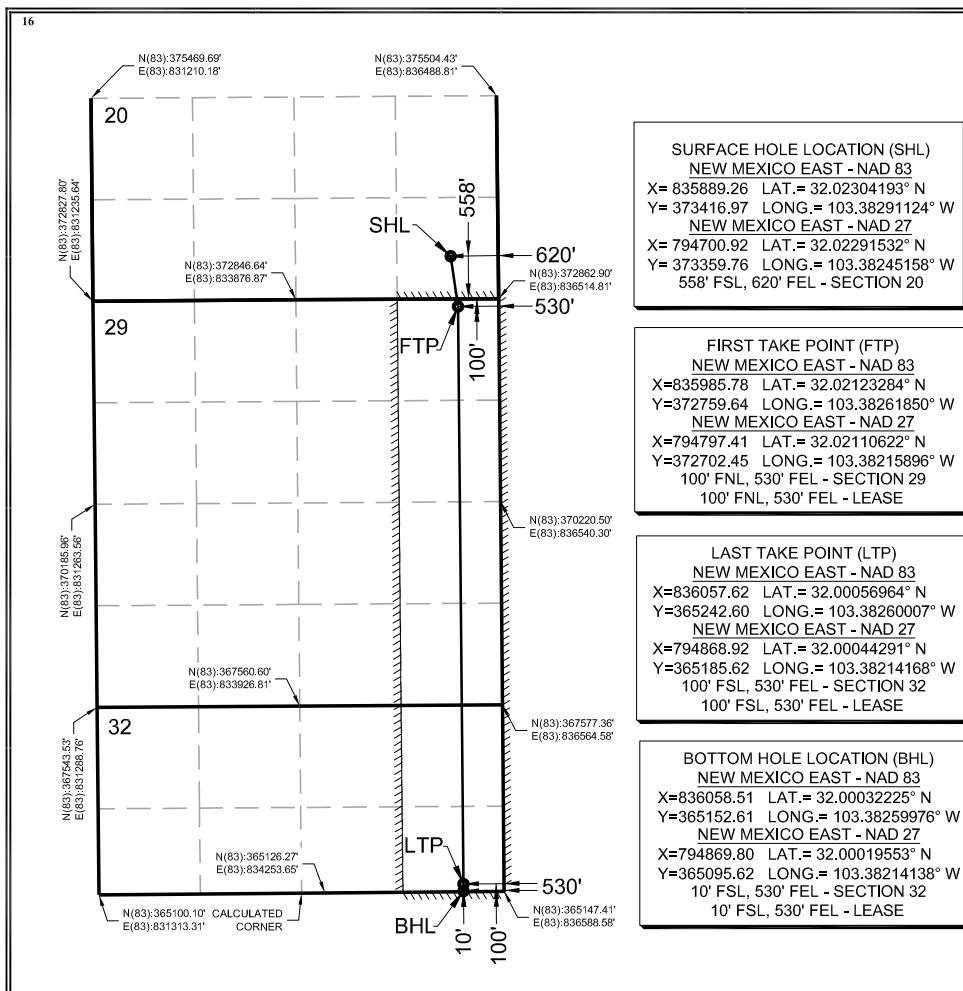 16
N(83):375469.69'
E(83):831210.18'
N(83):375504.43'
E(83):836488.81'
20
N(83):372827.80'
E(83):831235.64'
558'
SHL
620'
N(83):372846.64'
E(83):833876.87'
N(83):372862.90'
E(83):836514.81'
530'
29
FTP
100'
N(83):370185.96'
E(83):831263.56'
N(83):370220.50'
E(83):836540.30'
N(83):367560.60'
E(83):833926.81'
N(83):367543.53'
E(83):831288.76'
32
N(83):367577.36'
E(83):836564.58'
N(83):365126.27'
E(83):834253.65'
LTP
530'
N(83):365100.10' CALCULATED
E(83):831313.31' CORNER
BHL
10'
100'
N(83):365147.41'
E(83):836588.58'
SURFACE HOLE LOCATION (SHL)
NEW MEXICO EAST - NAD 83
X= 835889.26 LAT.= 32.02304193° N
Y= 373416.97 LONG.= 103.38291124° W
NEW MEXICO EAST - NAD 27
X= 794700.92 LAT.= 32.02291532° N
Y= 373359.76 LONG.= 103.38245158° W
558' FSL, 620' FEL - SECTION 20
FIRST TAKE POINT (FTP)
NEW MEXICO EAST - NAD 83
X=835985.78 LAT.= 32.02123284° N
Y=372759.64 LONG.= 103.38261850° W
NEW MEXICO EAST - NAD 27
X=794797.41 LAT.= 32.02110622° N
Y=372702.45 LONG.= 103.38215896° W
100' FNL, 530' FEL - SECTION 29
100' FNL, 530' FEL - LEASE
LAST TAKE POINT (LTP)
NEW MEXICO EAST - NAD 83
X=836057.62 LAT.= 32.00056964° N
Y=365242.60 LONG.= 103.38260007° W
NEW MEXICO EAST - NAD 27
X=794868.92 LAT.= 32.00044291° N
Y=365185.62 LONG.= 103.38214168° W
100' FSL, 530' FEL - SECTION 32
100' FSL, 530' FEL - LEASE
BOTTOM HOLE LOCATION (BHL)
NEW MEXICO EAST - NAD 83
X=836058.51 LAT.= 32.00032225° N
Y=365152.61 LONG.= 103.38259976° W
NEW MEXICO EAST - NAD 27
X=794869.80 LAT.= 32.00019553° N
Y=365095.62 LONG.= 103.38214138° W
10' FSL, 530' FEL - SECTION 32
10' FSL, 530' FEL - LEASE